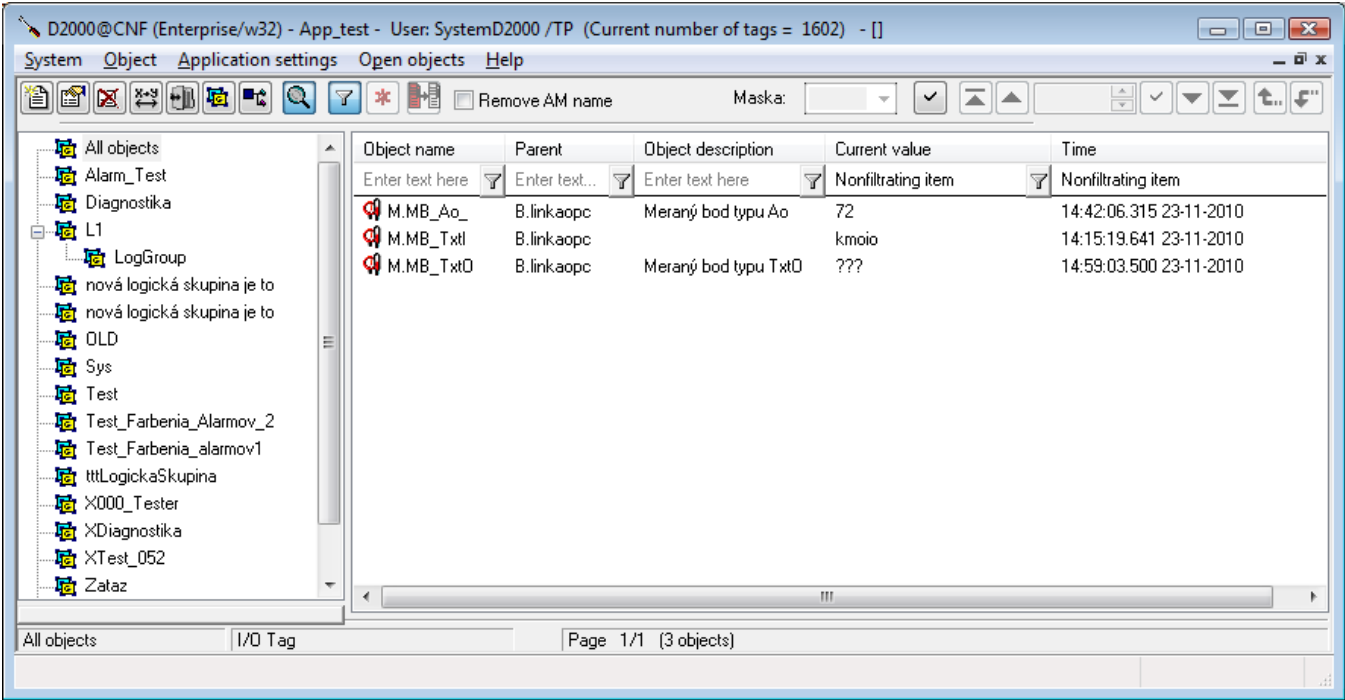 D2000@CNF (Enterprise/w32) - App_test - User: SystemD2000 /TP (Current number of tags = 1602) - []
System Object Application settings Open objects Help
Remove AM name Maska:
All objects
Alarm_Test
Diagnostika
L1
LogGroup
nová logická skupina je to
nová logická skupina je to
OLD
Sys
Test
Test_Farbenia_Alarmov_2
Test_Farbenia_alarmov1
tttLogickaSkupina
X000_Tester
XDiagnostika
XTest_052
Zataz
Object name Parent Object description Current value Time
Enter text here Enter text... Enter text here Nonfiltrating item Nonfiltrating item
M.MB_Ao_ B.linkaopc Meraný bod typu Ao 72 14:42:06.315 23-11-2010
M.MB_TxtI B.linkaopc kmoio 14:15:19.641 23-11-2010
M.MB_TxtO B.linkaopc Meraný bod typu TxtO ??? 14:59:03.500 23-11-2010
All objects I/O Tag Page 1/1 (3 objects)